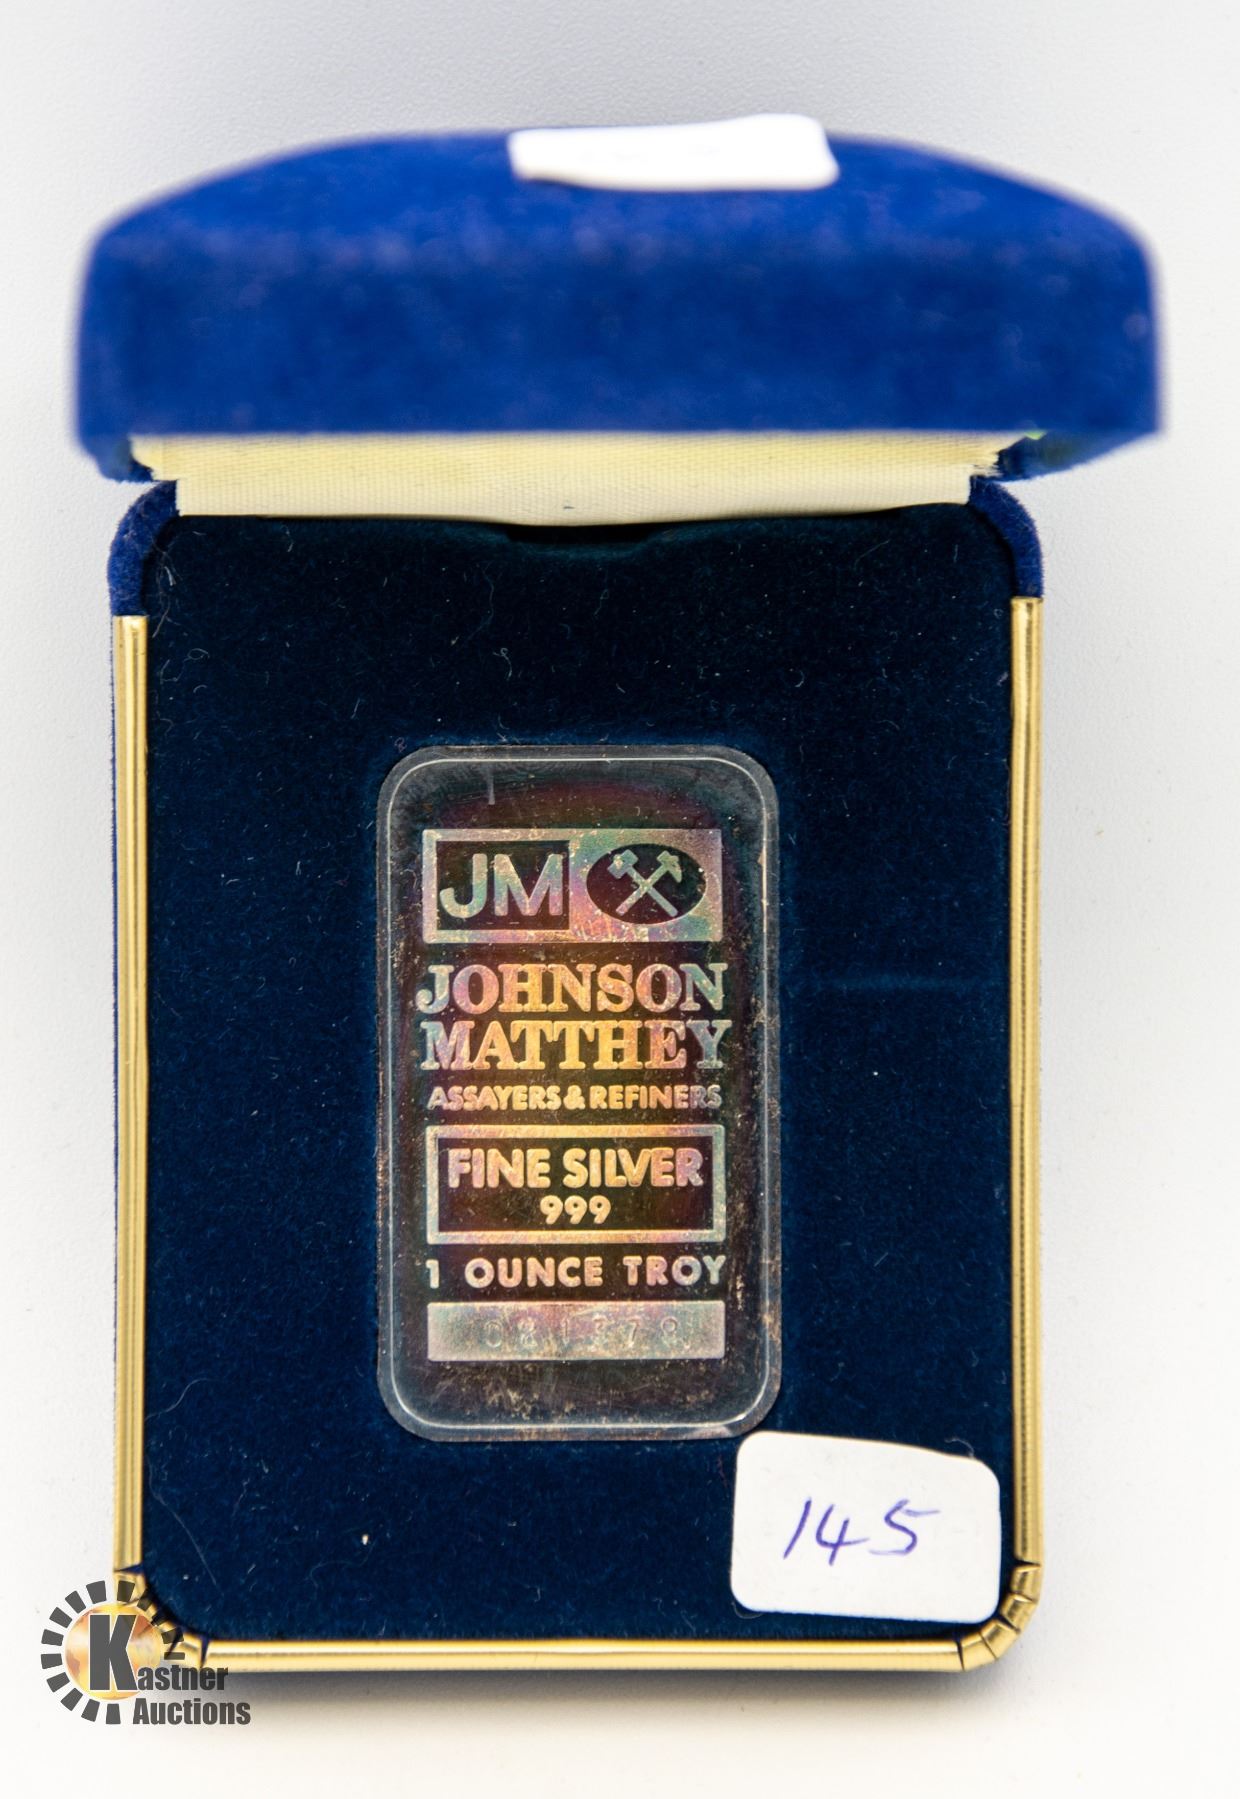 JM
JOHNSON
MATTHEY
ASSAYERS & REFINERS
FINE SILVER
999
1 OUNCE TROY
145
Kastner
Auctions